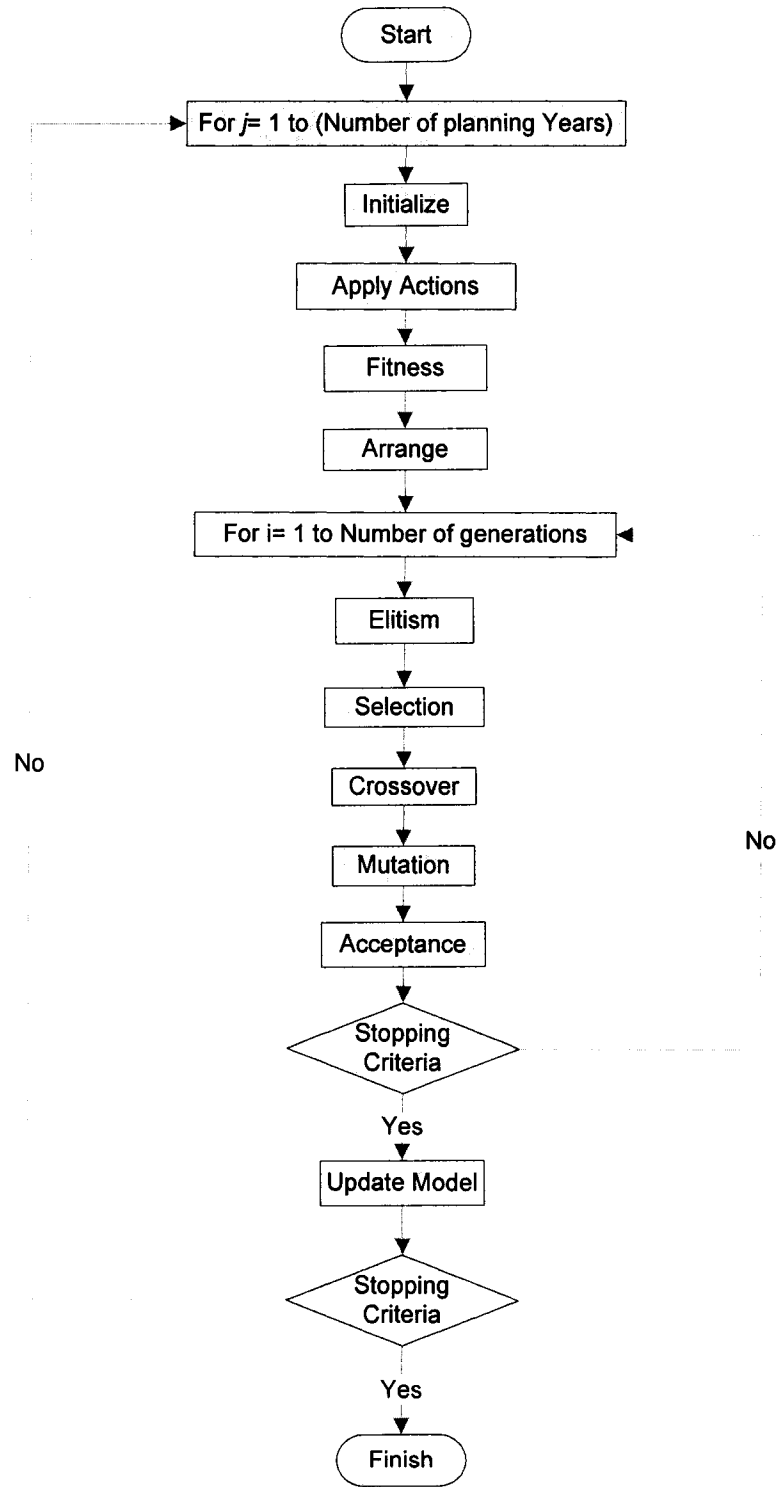 Start
For j= 1 to (Number of planning Years)
Initialize
Apply Actions
Fitness
Arrange
For i= 1 to Number of generations
Elitism
Selection
No
Crossover
No
Mutation
Acceptance
Stopping
Criteria
Yes
Update Model
Stopping
Criteria
Yes
Finish